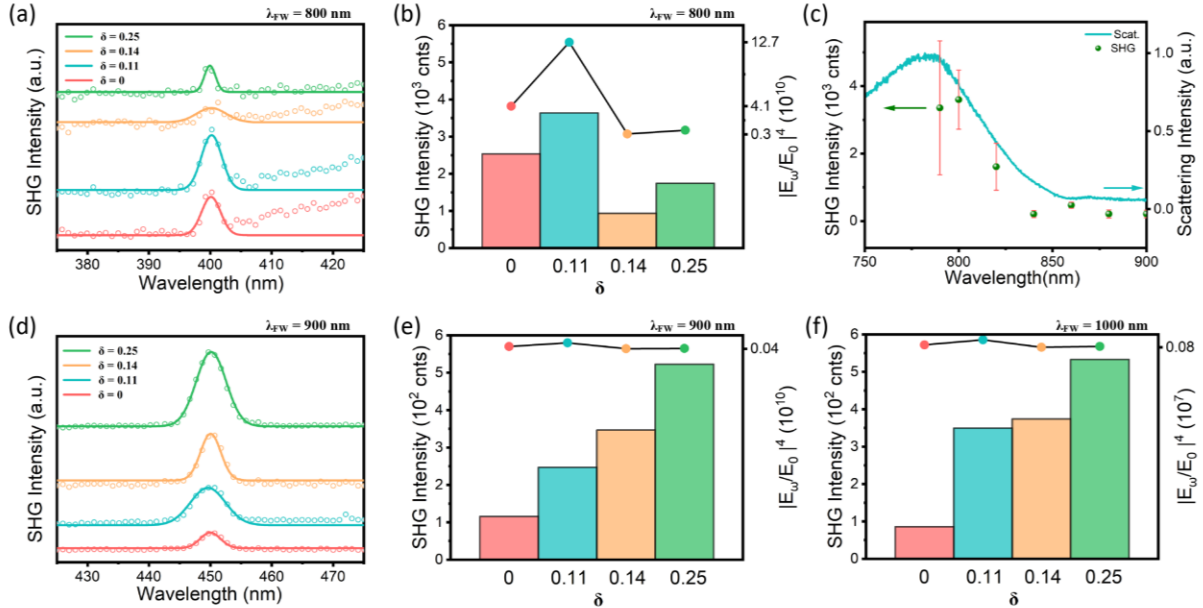 (a)
λFW = 800 nm
SHG Intensity (a.u.)
δ = 0.25
δ = 0.14
δ = 0.11
δ = 0
380 390 400 410 420
Wavelength (nm)
(b)
λFW = 800 nm
SHG Intensity (10³ cnts)
6
5
4
3
2
1
0
0 0.11 0.14 0.25
δ
12.7
4.1
0.3
|Eω/E0|⁴ (10¹⁰)
(c)
SHG Intensity (10³ cnts)
Scat.
SHG
4
2
0
750 800 850 900
Wavelength(nm)
1.0
0.5
0.0
Scattering Intensity (a.u.)
(d)
λFW = 900 nm
SHG Intensity (a.u.)
δ = 0.25
δ = 0.14
δ = 0.11
δ = 0
430 440 450 460 470
Wavelength (nm)
(e)
λFW = 900 nm
SHG Intensity (10² cnts)
6
5
4
3
2
1
0
0 0.11 0.14 0.25
δ
0.04
|Eω/E0|⁴ (10¹⁰)
(f)
λFW = 1000 nm
SHG Intensity (10² cnts)
6
5
4
3
2
1
0
0 0.11 0.14 0.25
δ
0.08
|Eω/E0|⁴ (10⁷)